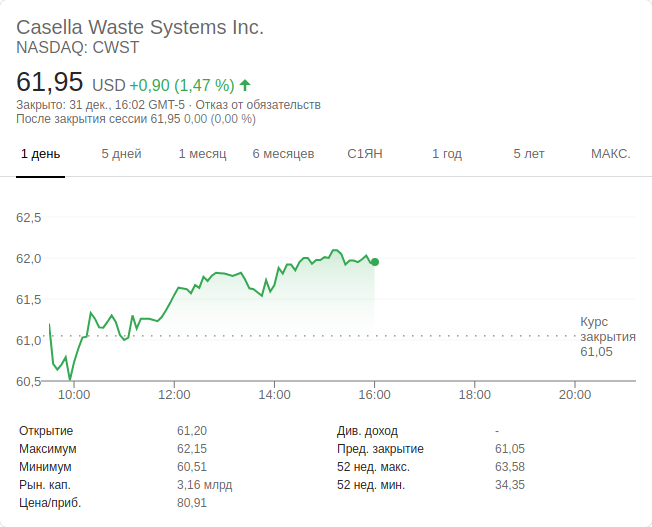 Casella Waste Systems Inc.
NASDAQ: CWST
61,95 USD +0,90 (1,47 %)
Закрыто: 31 дек., 16:02 GMT-5 · Отказ от обязательств
После закрытия сессии 61,95 0,00 (0,00 %)
1 день 5 дней 1 месяц 6 месяцев С1ЯН 1 год 5 лет МАКС.
62,5
62,0
61,5
61,0
60,5
Курс
закрытия
61,05
10:00 12:00 14:00 16:00 18:00 20:00
Открытие 61,20 Див. доход -
Максимум 62,15 Пред. закрытие 61,05
Минимум 60,51 52 нед. макс. 63,58
Рын. кап. 3,16 млрд 52 нед. мин. 34,35
Цена/приб. 80,91